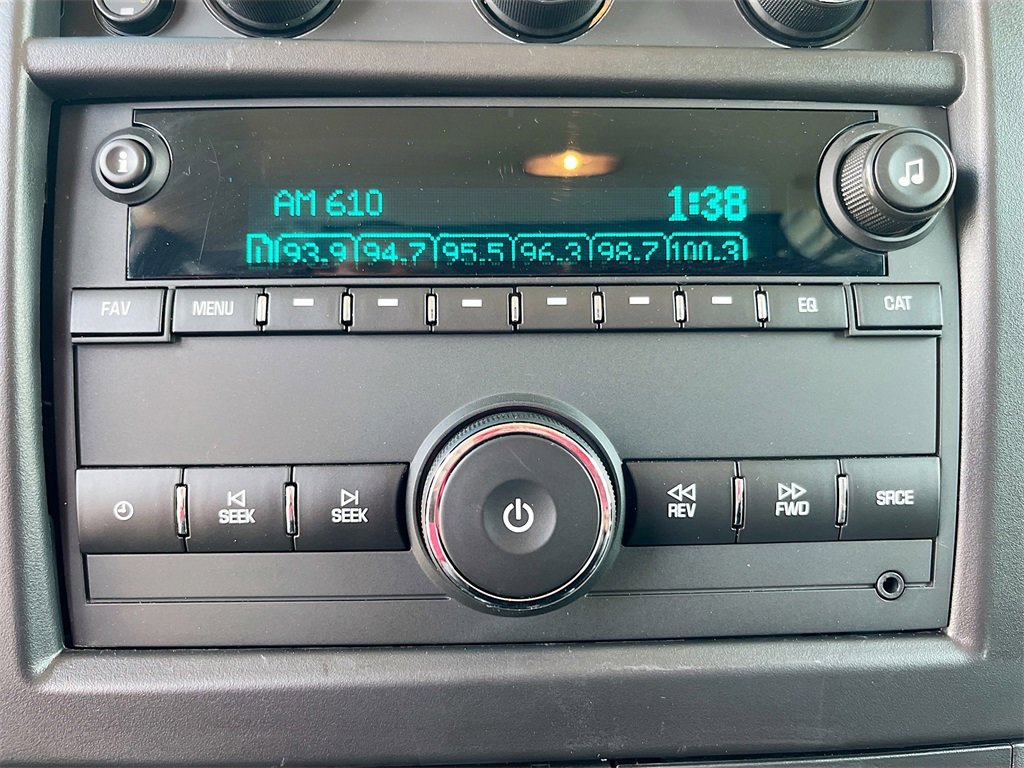 i
AM 610 1:38
1 93.9 94.7 95.5 96.3 98.7 100.3
FAV MENU EQ CAT
SEEK SEEK REV FWD SRCE